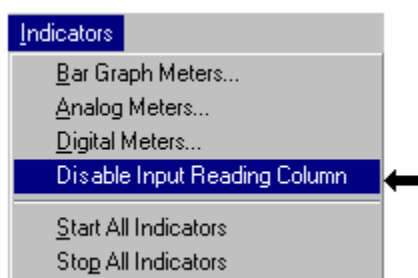 Indicators
Bar Graph Meters...
Analog Meters...
Digital Meters...
Disable Input Reading Column
Start All Indicators
Stop All Indicators